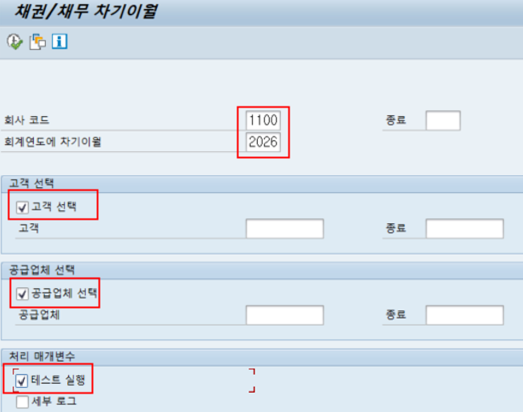 채권/채무 차기이월
회사 코드 1100 종료
회계연도에 차기이월 2026
고객 선택
고객 선택
고객 종료
공급업체 선택
공급업체 선택
공급업체 종료
처리 매개변수
테스트 실행
세부 로그